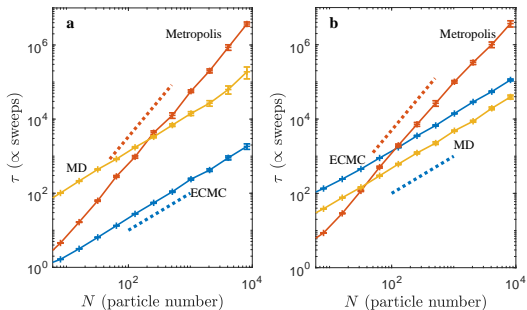 a
Metropolis
MD
ECMC
τ (∝ sweeps)
10^6
10^4
10^2
10^0
10^2
10^4
N (particle number)
b
Metropolis
ECMC
MD
τ (∝ sweeps)
10^6
10^4
10^2
10^0
10^2
10^4
N (particle number)